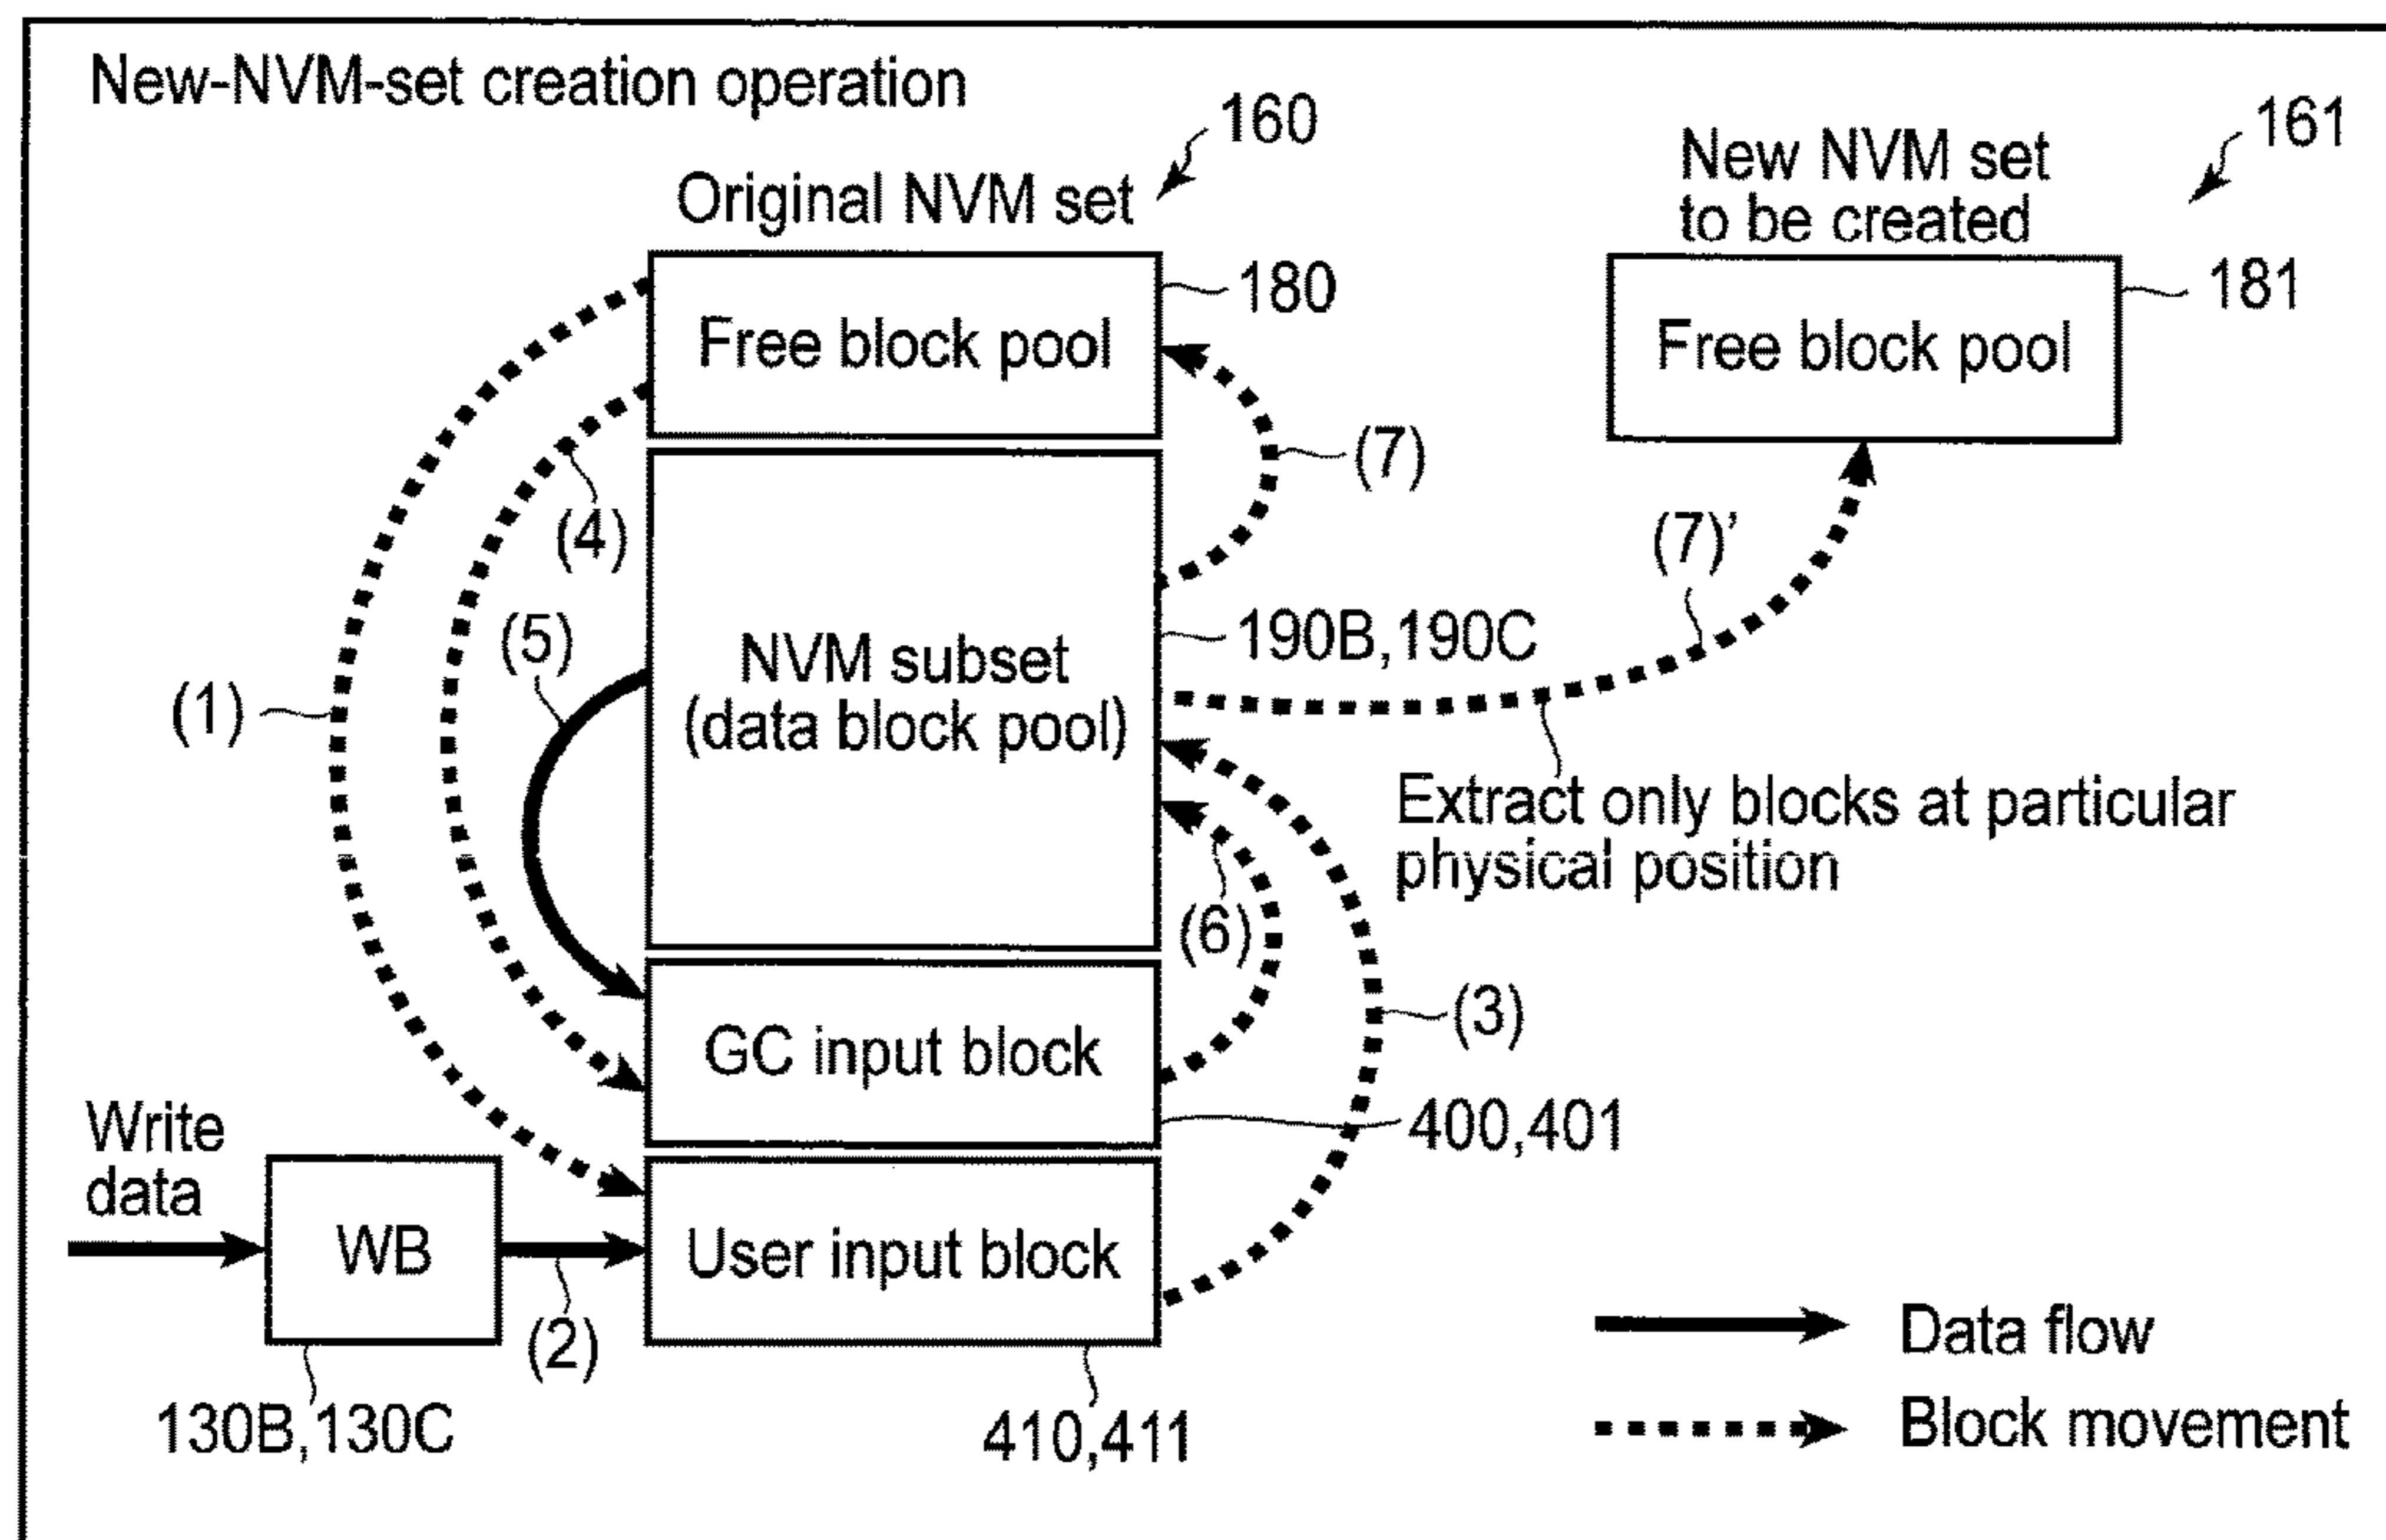 New-NVM-set creation operation
160
Original NVM set
161
New NVM set
to be created
180
Free block pool
181
Free block pool
(7)
(4)
(7)’
(5)
190B,190C
NVM subset
(data block pool)
(1)
Extract only blocks at particular
physical position
(6)
(3)
GC input block
400,401
Write
data
WB
User input block
(2)
130B,130C
410,411
Data flow
Block movement